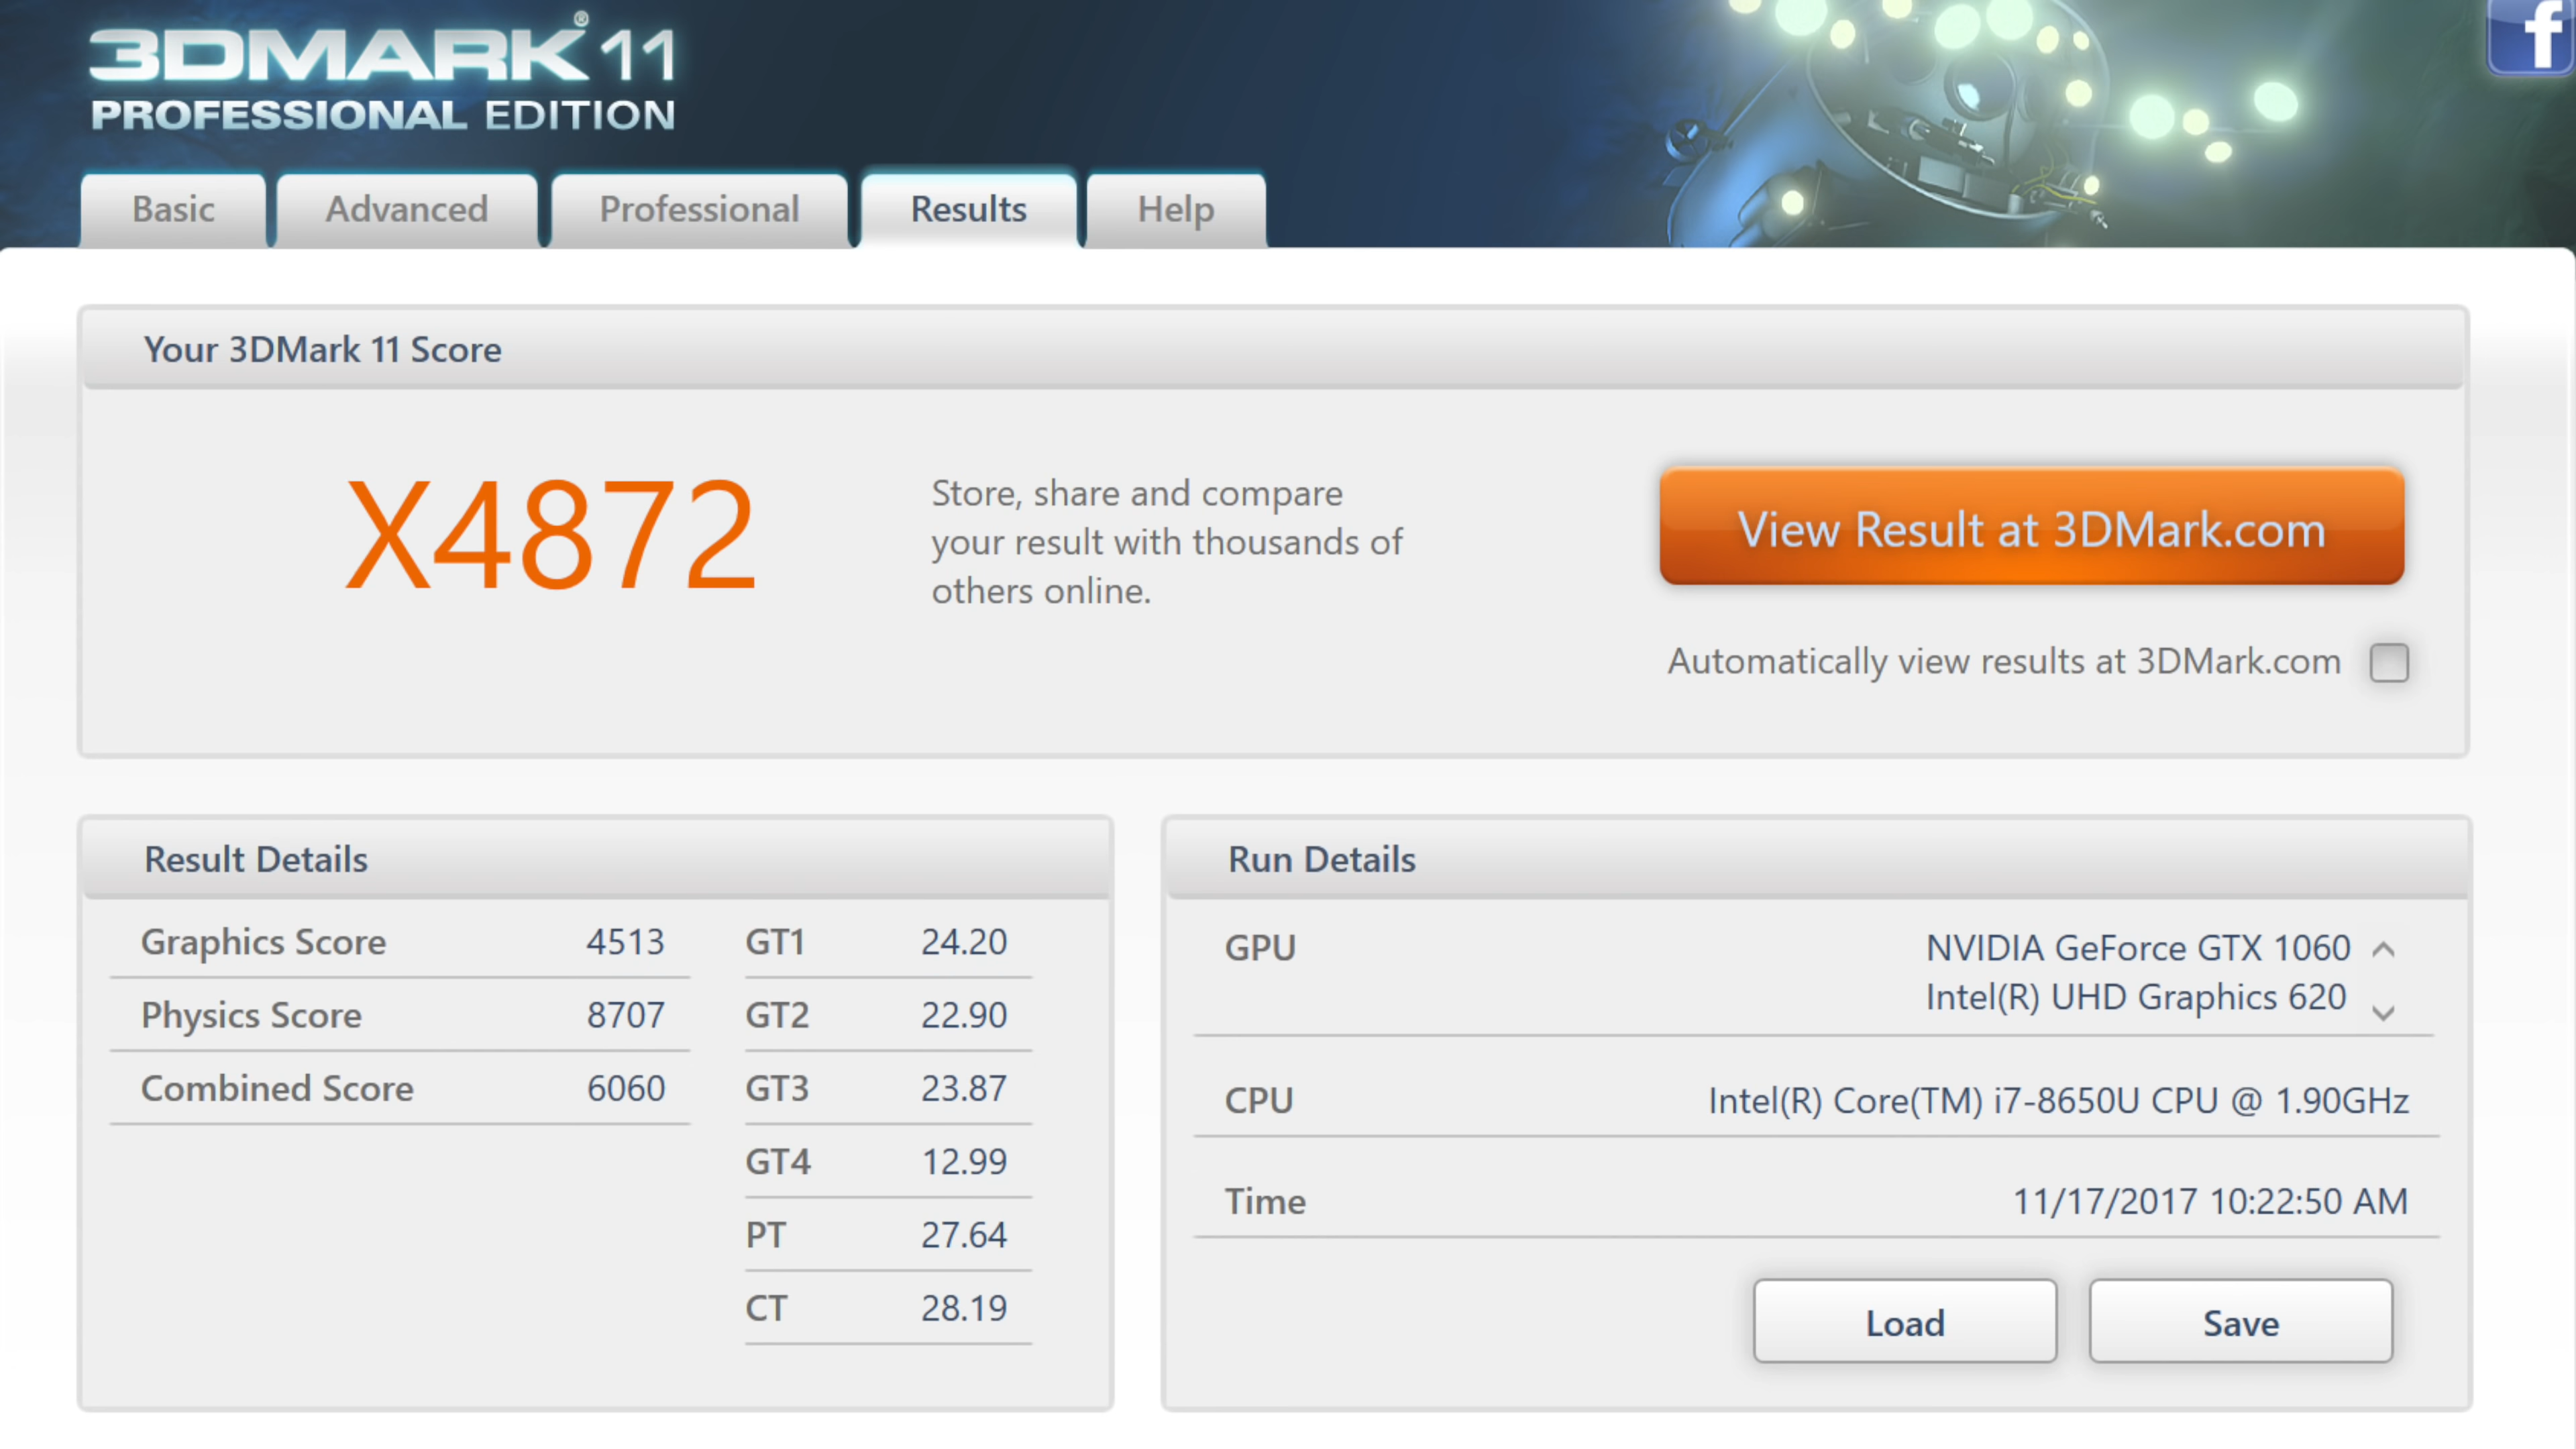 3DMARK® 11
PROFESSIONAL EDITION
f
Basic
Advanced
Professional
Results
Help
Your 3DMark 11 Score
X4872
Store, share and compare
your result with thousands of
others online.
View Result at 3DMark.com
Automatically view results at 3DMark.com
Result Details
Graphics Score 4513
Physics Score 8707
Combined Score 6060
GT1 24.20
GT2 22.90
GT3 23.87
GT4 12.99
PT 27.64
CT 28.19
Run Details
GPU NVIDIA GeForce GTX 1060
Intel(R) UHD Graphics 620
CPU Intel(R) Core(TM) i7-8650U CPU @ 1.90GHz
Time 11/17/2017 10:22:50 AM
Load
Save